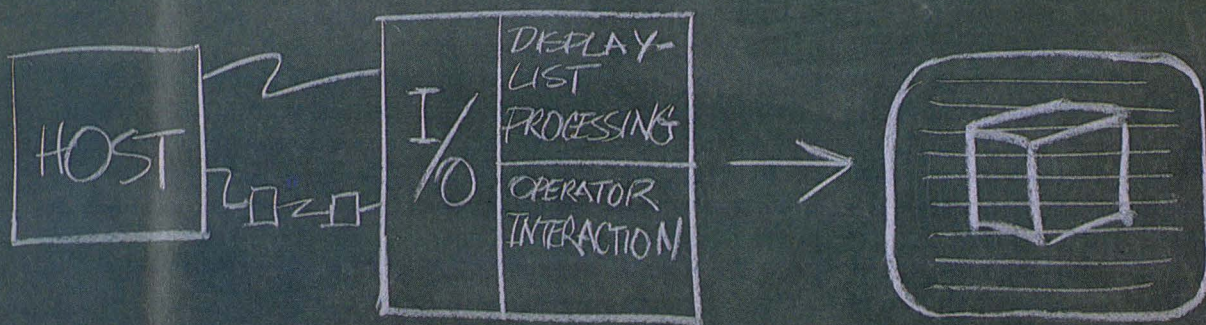 HOST
I/O
DISPLAY-
LIST
PROCESSING
OPERATOR
INTERACTION